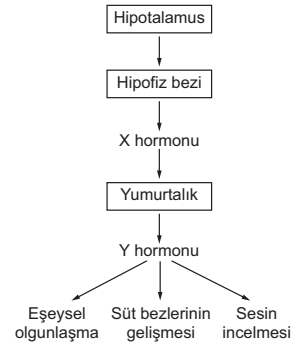 Hipotalamus
Hipofiz bezi
X hormonu
Yumurtalık
Y hormonu
Eşeysel olgunlaşma
Süt bezlerinin gelişmesi
Sesin incelmesi